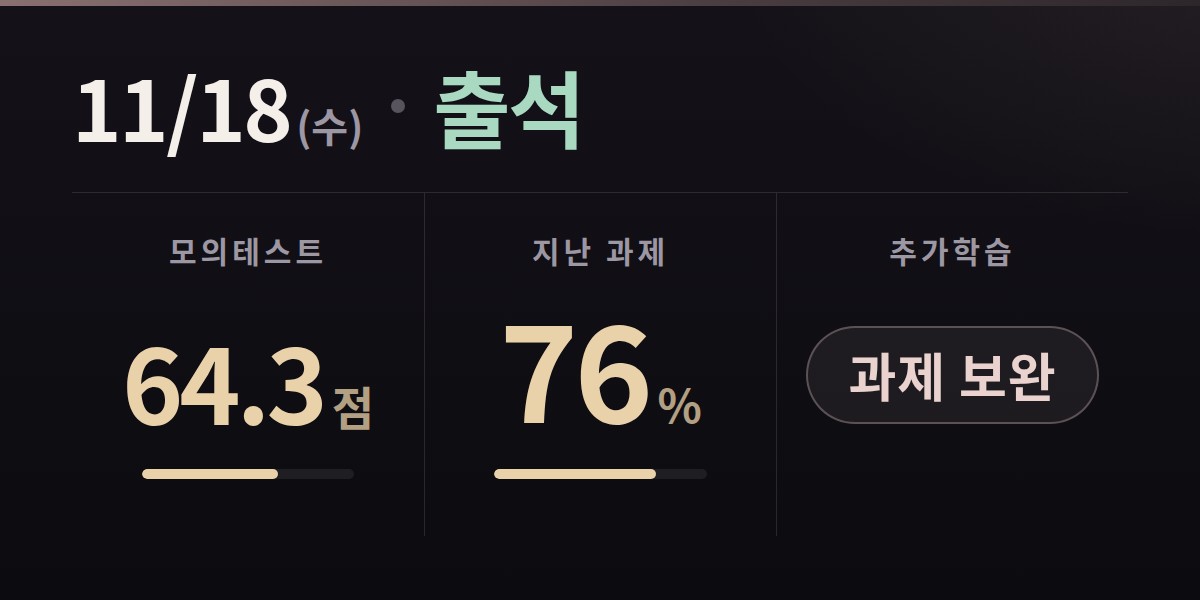 11/18(수) • 출석
모의테스트
64.3점
지난 과제
76%
추가학습
과제 보완